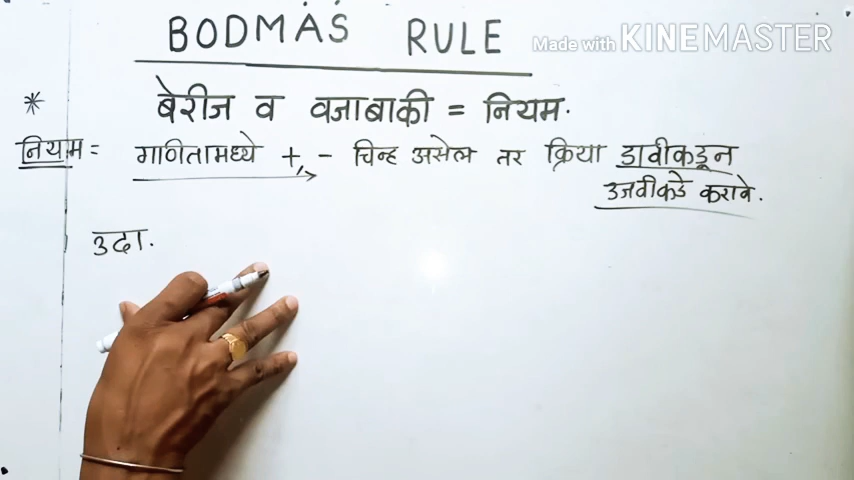 BODMAS RULE
Made with KINEMASTER
* बेरीज व वजाबाकी = नियम.
नियम = गणितामध्ये +, - चिन्ह असेल तर क्रिया डावीकडून
उजवीकडे करावे.
उदा.